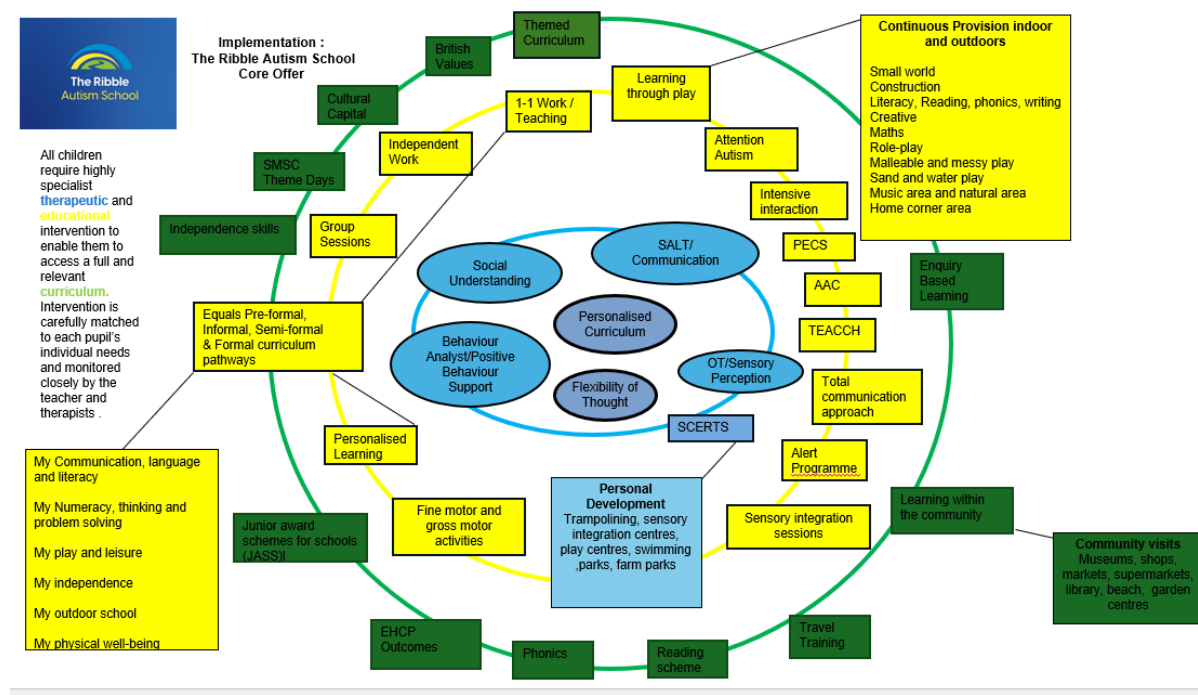 The Ribble
Autism School
Implementation :
The Ribble Autism School
Core Offer
All children
require highly
specialist
therapeutic and
educational
intervention to
enable them to
access a full and
relevant
curriculum.
Intervention is
carefully matched
to each pupil's
individual needs
and monitored
closely by the
teacher and
therapists .
Themed
Curriculum
British
Values
Cultural
Capital
SMSC
Theme Days
Independence skills
1-1 Work /
Teaching
Learning
through play
Independent
Work
Group
Sessions
Attention
Autism
Intensive
interaction
PECS
AAC
TEACCH
Total
communication
approach
Alert
Programme
Sensory integration
sessions
Continuous Provision indoor
and outdoors
Small world
Construction
Literacy, Reading, phonics, writing
Creative
Maths
Role-play
Malleable and messy play
Sand and water play
Music area and natural area
Home corner area
Enquiry
Based
Learning
Social
Understanding
SALT/
Communication
Personalised
Curriculum
Behaviour
Analyst/Positive
Behaviour
Support
Flexibility of
Thought
OT/Sensory
Perception
SCERTS
Equals Pre-formal,
Informal, Semi-formal
& Formal curriculum
pathways
Personalised
Learning
Fine motor and
gross motor
activities
Personal
Development
Trampolining, sensory
integration centres,
play centres, swimming
,parks, farm parks
My Communication, language
and literacy
My Numeracy, thinking and
problem solving
My play and leisure
My independence
My outdoor school
My physical well-being
Junior award
schemes for schools
(JASS)l
EHCP
Outcomes
Phonics
Reading
scheme
Travel
Training
Learning within
the community
Community visits
Museums, shops,
markets, supermarkets,
library, beach, garden
centres